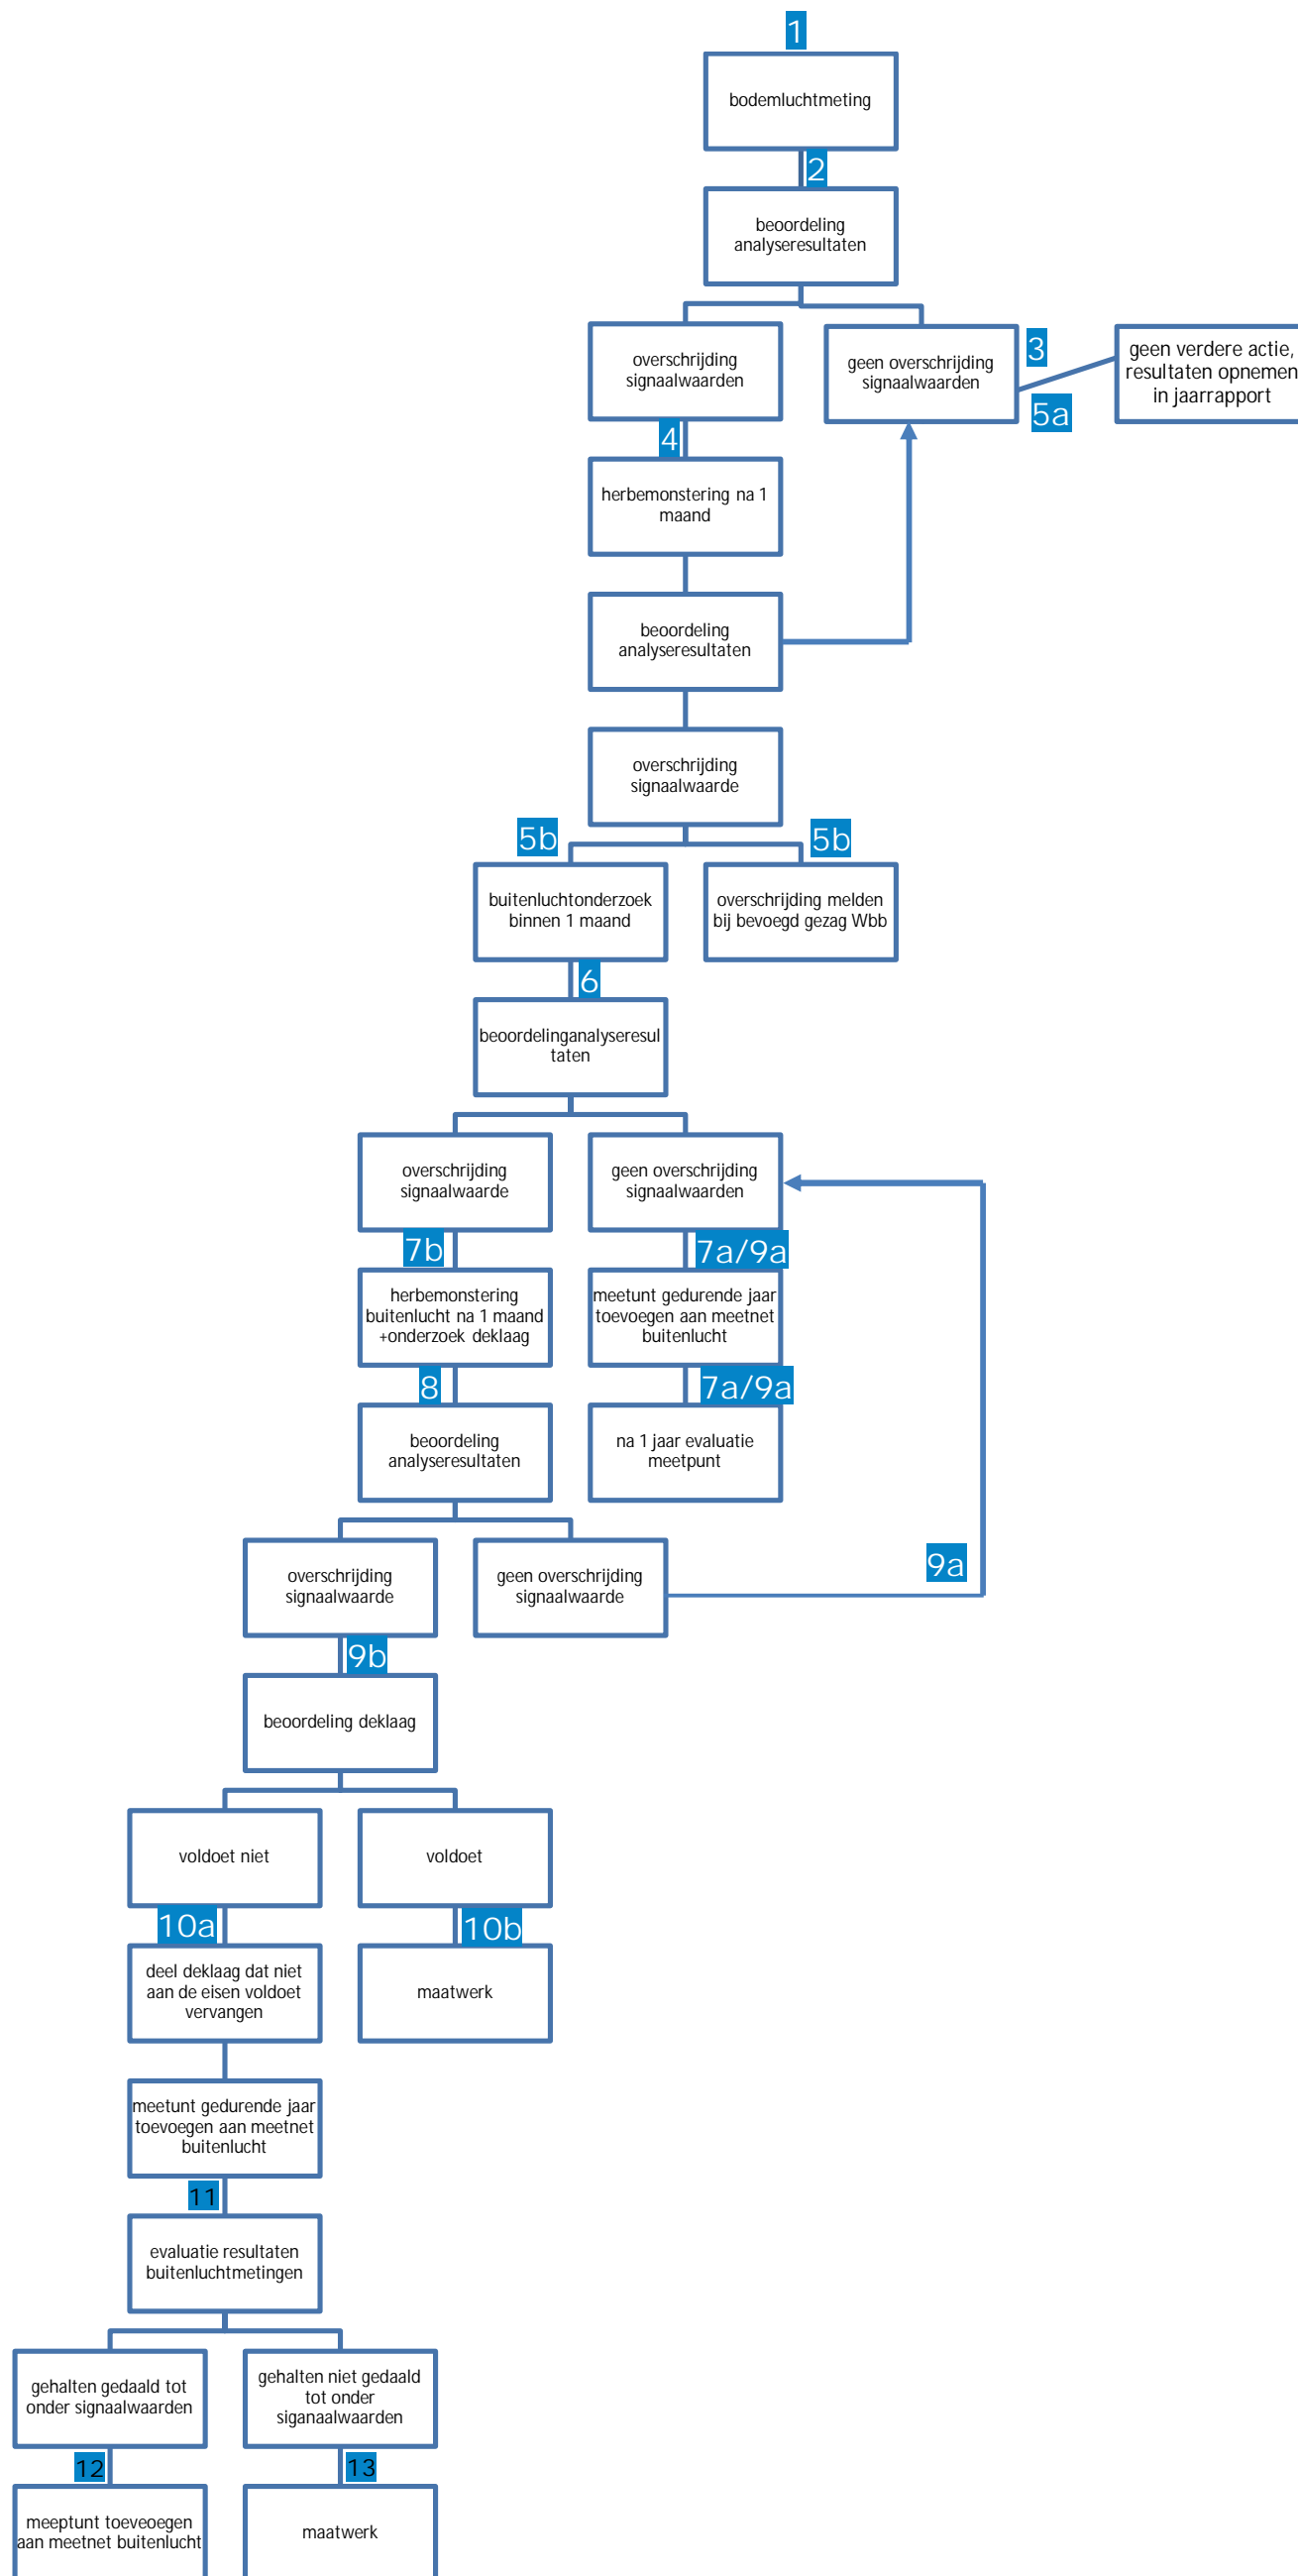 1
bodemluchtmeting
2
beoordeling
analyseresultaten
overschrijding
signaalwaarden
geen overschrijding
signaalwaarden
3
5a
geen verdere actie,
resultaten opnemen
in jaarrapport
4
herbemonstering na 1
maand
beoordeling
analyseresultaten
overschrijding
signaalwaarde
5b
5b
buitenluchtonderzoek
binnen 1 maand
overschrijding melden
bij bevoegd gezag Wbb
6
beoordelinganalyseresul
taten
overschrijding
signaalwaarde
geen overschrijding
signaalwaarden
7b
7a/9a
herbemonstering
buitenlucht na 1 maand
+onderzoek deklaag
meetunt gedurende jaar
toevoegen aan meetnet
buitenlucht
8
7a/9a
beoordeling
analyseresultaten
na 1 jaar evaluatie
meetpunt
overschrijding
signaalwaarde
geen overschrijding
signaalwaarde
9a
9b
beoordeling deklaag
voldoet niet
voldoet
10a
10b
deel deklaag dat niet
aan de eisen voldoet
vervangen
maatwerk
meetunt gedurende jaar
toevoegen aan meetnet
buitenlucht
11
evaluatie resultaten
buitenluchtmetingen
gehalten gedaald tot
onder signaalwaarden
gehalten niet gedaald
tot onder
siganaalwaarden
12
13
meeptunt toeveoegen
aan meetnet buitenlucht
maatwerk